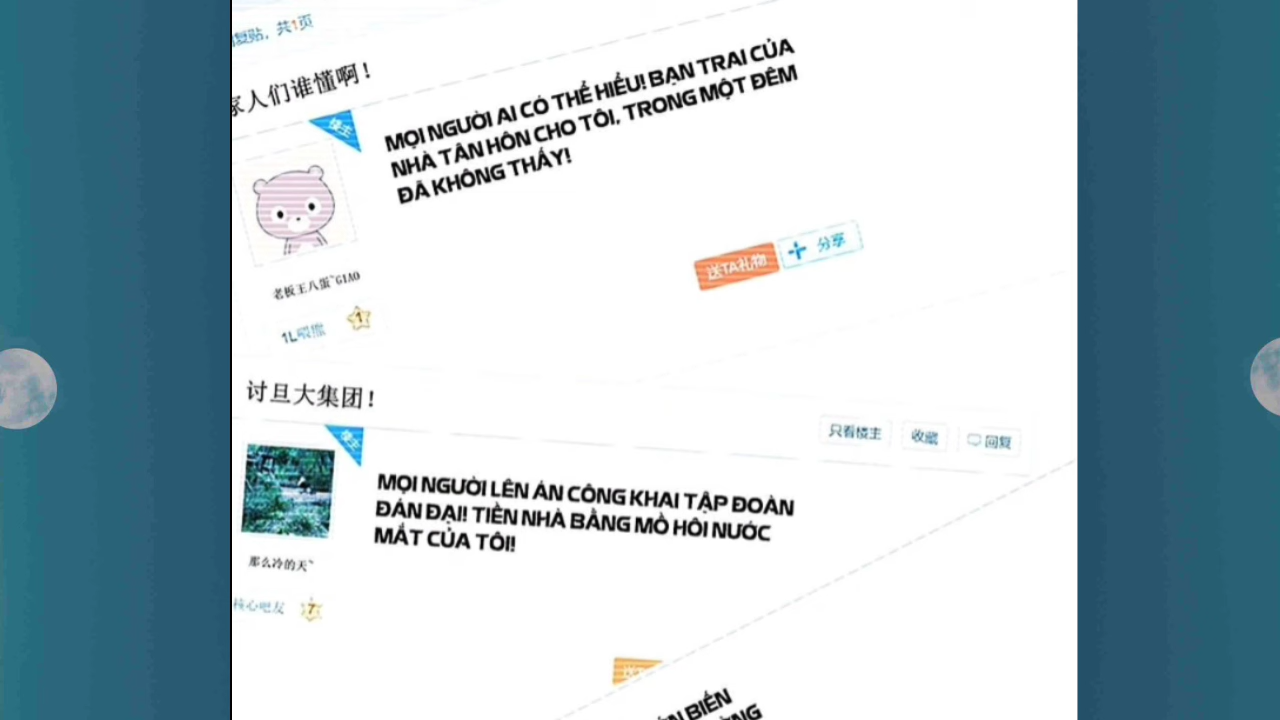 复贴，共1页
家人们谁懂啊！
楼主
MỌI NGƯỜI AI CÓ THỂ HIỂU! BẠN TRAI CỦA
NHÀ TÂN HÔN CHO TÔI, TRONG MỘT ĐÊM
ĐÃ KHÔNG THẤY!
送TA礼物
分享
老板王八蛋~GIAO
1L喂熊
1
讨旦大集团！
只看楼主
收藏
回复
楼主
MỌI NGƯỜI LÊN ÁN CÔNG KHAI TẬP ĐOÀN
ĐẢN ĐẠI! TIỀN NHÀ BẰNG MỒ HÔI NƯỚC
MẮT CỦA TÔI!
那么冷的天~
核心吧友
7
BIẾN